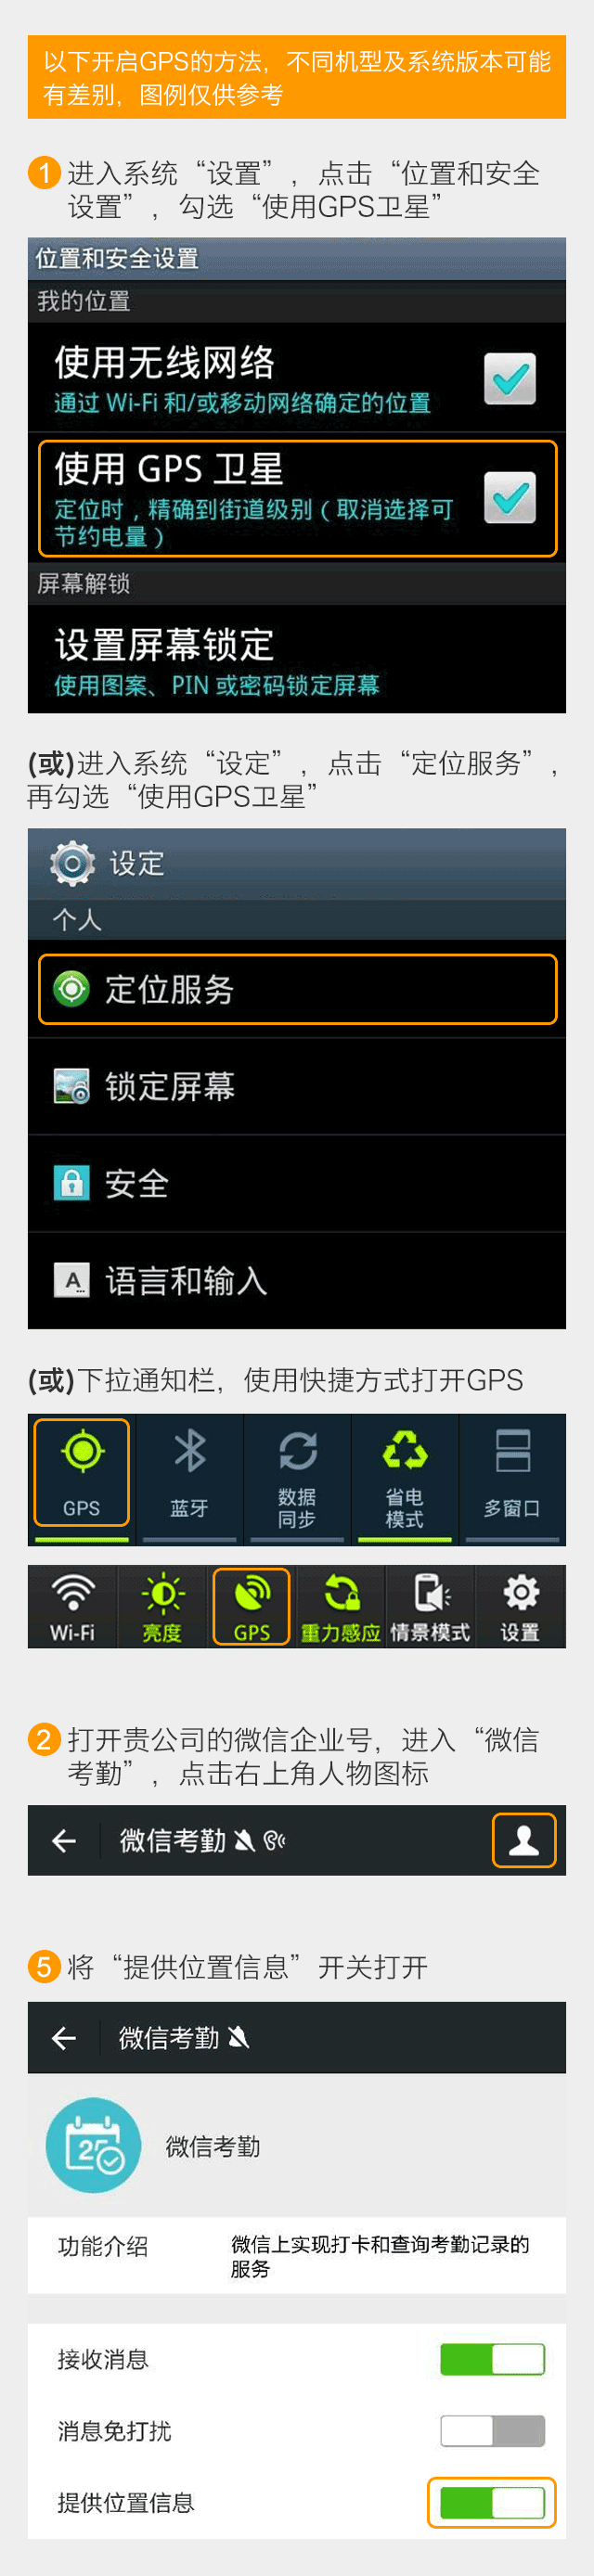 以下开启GPS的方法，不同机型及系统版本可能
有差别，图例仅供参考
1 进入系统“设置”，点击“位置和安全
设置”，勾选“使用GPS卫星”
位置和安全设置
我的位置
使用无线网络
通过 Wi-Fi 和/或移动网络确定的位置
使用 GPS 卫星
定位时，精确到街道级别（取消选择可
节约电量）
屏幕解锁
设置屏幕锁定
使用图案、PIN 或密码锁定屏幕
(或)进入系统“设定”，点击“定位服务”，
再勾选“使用GPS卫星”
设定
个人
定位服务
锁定屏幕
安全
A 语言和输入
(或)下拉通知栏，使用快捷方式打开GPS
GPS 蓝牙 数据同步 省电模式 多窗口
Wi-Fi 亮度 GPS 重力感应 情景模式 设置
2 打开贵公司的微信企业号，进入“微信
考勤”，点击右上角人物图标
微信考勤
5 将“提供位置信息”开关打开
微信考勤
25 微信考勤
功能介绍 微信上实现打卡和查询考勤记录的
服务
接收消息
消息免打扰
提供位置信息